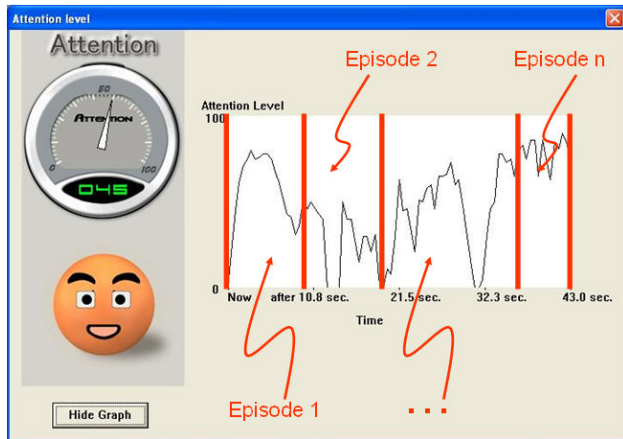 Attention level
Attention
50
ATTENTION
0
100
045
Hide Graph
Episode 2
Episode n
Attention Level
100
0
Now
after 10.8 sec.
21.5 sec.
32.3 sec.
43.0 sec.
Time
Episode 1
...